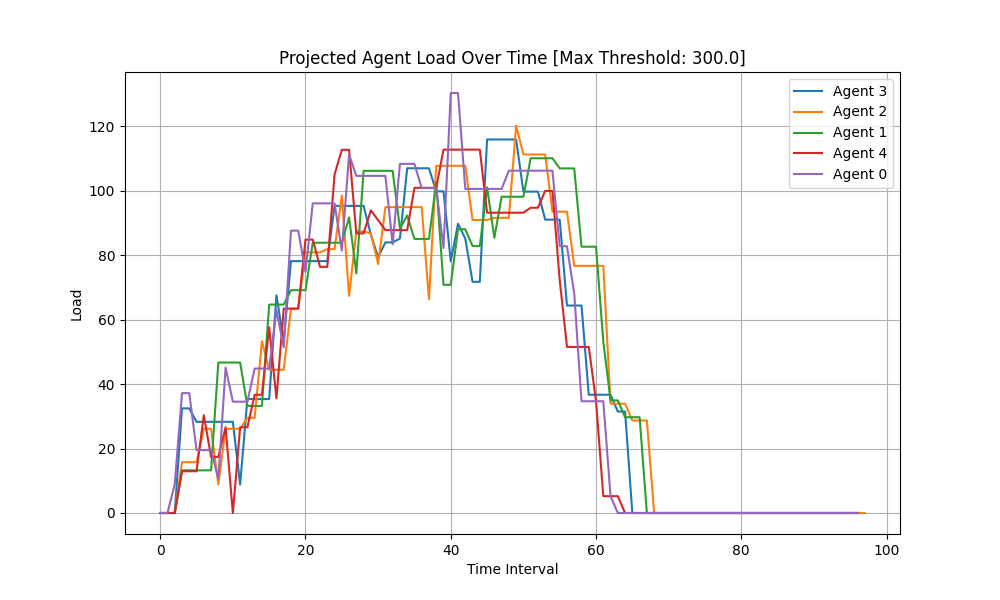 Projected Agent Load Over Time [Max Threshold: 300.0]
Agent 3
Agent 2
Agent 1
Agent 4
Agent 0
Load
120
100
80
60
40
20
0
0 20 40 60 80 100
Time Interval